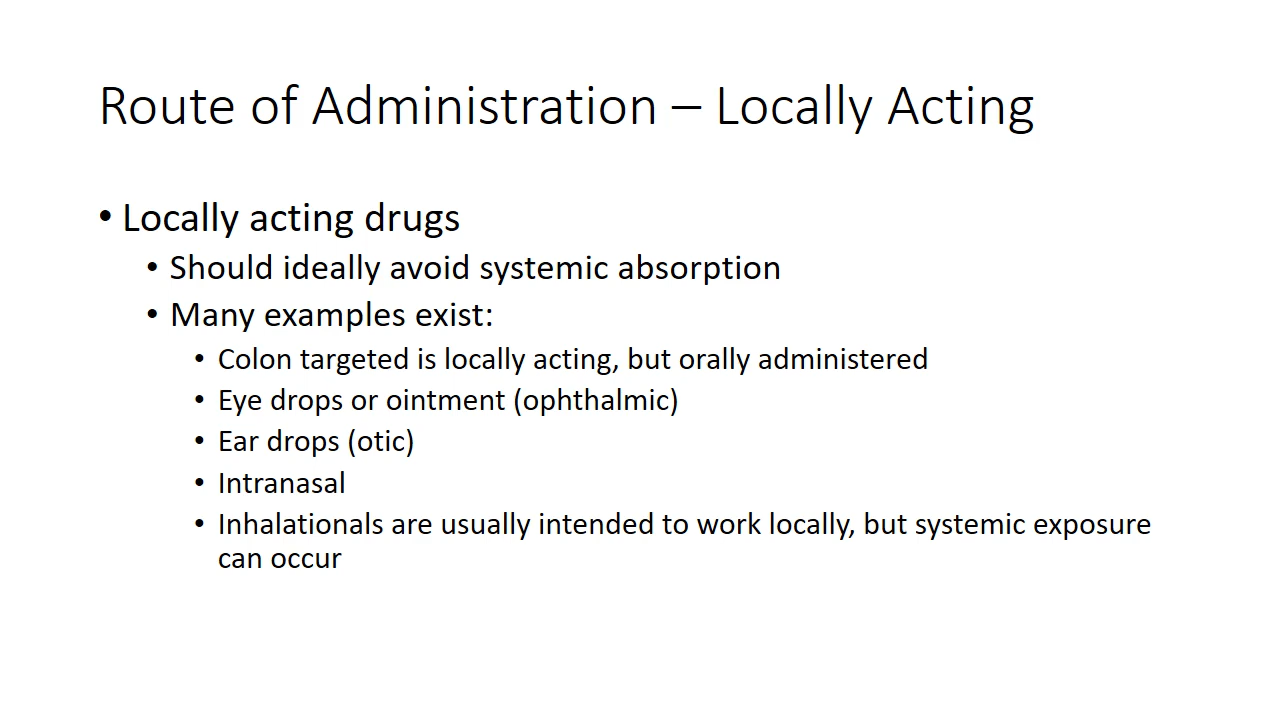 Route of Administration – Locally Acting
• Locally acting drugs
• Should ideally avoid systemic absorption
• Many examples exist:
• Colon targeted is locally acting, but orally administered
• Eye drops or ointment (ophthalmic)
• Ear drops (otic)
• Intranasal
• Inhalationals are usually intended to work locally, but systemic exposure
can occur